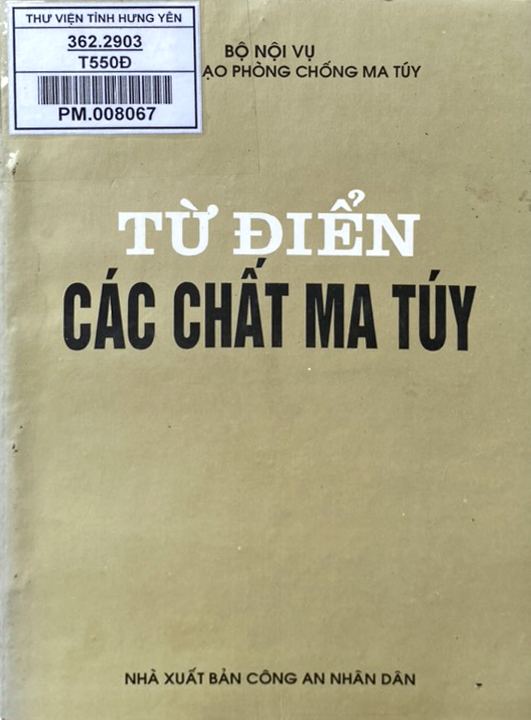 THƯ VIỆN TỈNH HƯNG YÊN
362.2903
T550Đ
PM.008067
BỘ NỘI VỤ
ẠO PHÒNG CHỐNG MA TÚY
TỪ ĐIỂN
CÁC CHẤT MA TÚY
NHÀ XUẤT BẢN CÔNG AN NHÂN DÂN